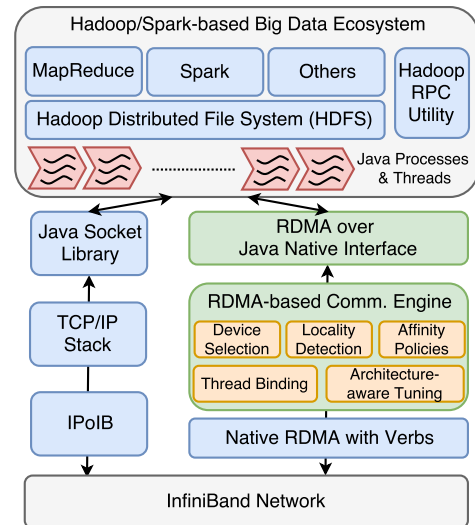 Hadoop/Spark-based Big Data Ecosystem
MapReduce
Spark
Others
Hadoop
RPC
Utility
Hadoop Distributed File System (HDFS)
Java Processes
& Threads
Java Socket
Library
RDMA over
Java Native Interface
TCP/IP
Stack
RDMA-based Comm. Engine
Device
Selection
Locality
Detection
Affinity
Policies
Thread Binding
Architecture-
aware Tuning
IPoIB
Native RDMA with Verbs
InfiniBand Network